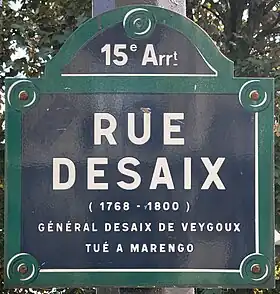 15e Arrt
RUE
DESAIX
( 1768 - 1800 )
GÉNÉRAL DESAIX DE VEYGOUX
TUÉ A MARENGO